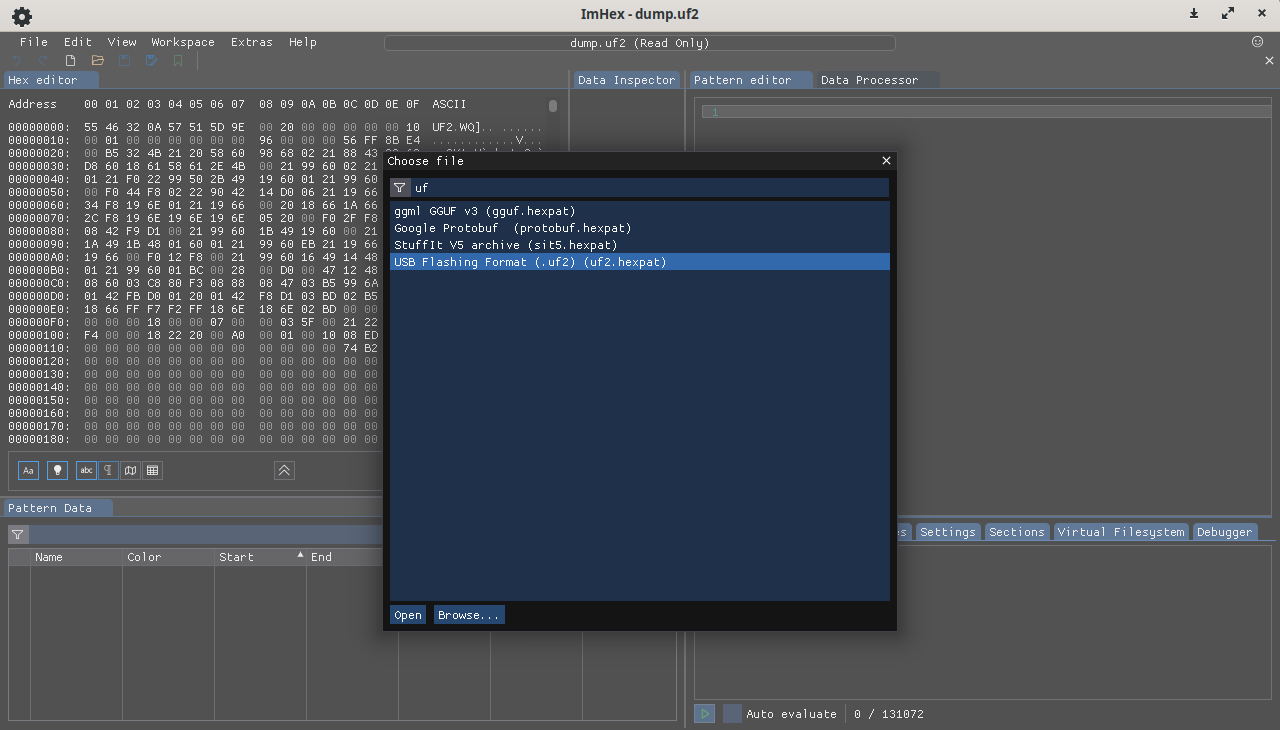 ImHex - dump.uf2
File Edit View Workspace Extras Help
dump.uf2 (Read Only)
Hex editor
Data Inspector
Pattern editor Data Processor
Address 00 01 02 03 04 05 06 07 08 09 0A 0B 0C 0D 0E 0F ASCII
1
00000000: 55 46 32 0A 57 51 5D 9E 00 20 00 00 00 00 00 10 UF2.WQ].. ......
00000010: 00 01 00 00 00 00 00 00 96 00 00 00 56 FF 8B E4 ............V...
00000020: 00 B5 32 4B 21 20 58 60 98 68 02 21 88 43
00000030: D8 60 18 61 58 61 2E 4B 00 21 99 60 02 21
00000040: 01 21 F0 22 99 50 2B 49 19 60 01 21 99 60
00000050: 00 F0 44 F8 02 22 90 42 14 D0 06 21 19 66
00000060: 34 F8 19 6E 01 21 19 66 00 20 18 66 1A 66
00000070: 2C F8 19 6E 19 6E 19 6E 05 20 00 F0 2F F8
00000080: 08 42 F9 D1 00 21 99 60 1B 49 19 60 00 21
00000090: 1A 49 1B 48 01 60 01 21 99 60 EB 21 19 66
000000A0: 19 66 00 F0 12 F8 00 21 99 60 16 49 14 48
000000B0: 01 21 99 60 01 BC 00 28 00 D0 00 47 12 48
000000C0: 08 60 03 C8 80 F3 08 88 08 47 03 B5 99 6A
000000D0: 01 42 FB D0 01 20 01 42 F8 D1 03 BD 02 B5
000000E0: 18 66 FF F7 F2 FF 18 6E 18 6E 02 BD 00 00
000000F0: 00 00 00 18 00 00 07 00 00 00 03 5F 00 21 22
00000100: F4 00 00 18 22 20 00 A0 00 01 00 10 08 ED
00000110: 00 00 00 00 00 00 00 00 00 00 00 00 74 B2
00000120: 00 00 00 00 00 00 00 00 00 00 00 00 00 00
00000130: 00 00 00 00 00 00 00 00 00 00 00 00 00 00
00000140: 00 00 00 00 00 00 00 00 00 00 00 00 00 00
00000150: 00 00 00 00 00 00 00 00 00 00 00 00 00 00
00000160: 00 00 00 00 00 00 00 00 00 00 00 00 00 00
00000170: 00 00 00 00 00 00 00 00 00 00 00 00 00 00
00000180: 00 00 00 00 00 00 00 00 00 00 00 00 00 00
Aa abc
Choose file
uf
ggml GGUF v3 (gguf.hexpat)
Google Protobuf (protobuf.hexpat)
StuffIt V5 archive (sit5.hexpat)
USB Flashing Format (.uf2) (uf2.hexpat)
Open Browse...
Pattern Data
Name Color Start End
es Settings Sections Virtual Filesystem Debugger
Auto evaluate 0 / 131072